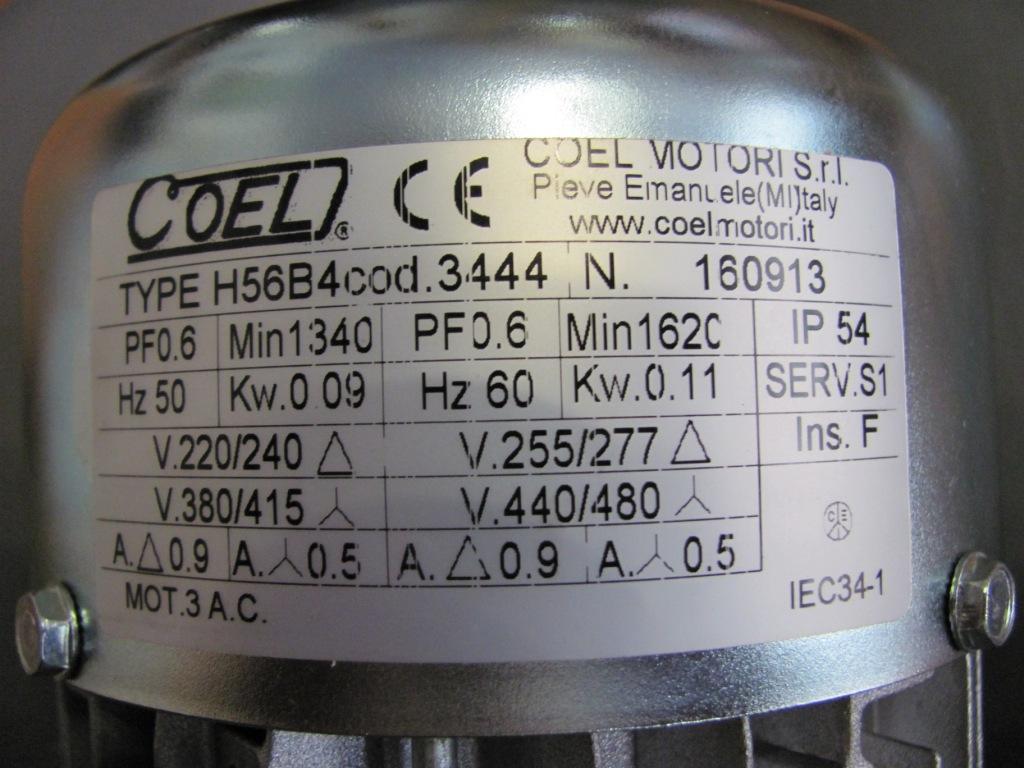 COEL ® CE COEL MOTORI S.r.l.
Pieve Emanuele(MI)Italy
www.coelmotori.it
TYPE H56B4cod.3444 N. 160913
PF0.6 Min1340 PF0.6 Min1620 IP 54
Hz 50 Kw.0.09 Hz 60 Kw.0.11 SERV.S1
V.220/240 △ V.255/277 △ Ins. F
V.380/415 ⅄ V.440/480 ⅄
A.△0.9 A.⅄0.5 A.△0.9 A.⅄0.5
MOT.3 A.C. IEC34-1